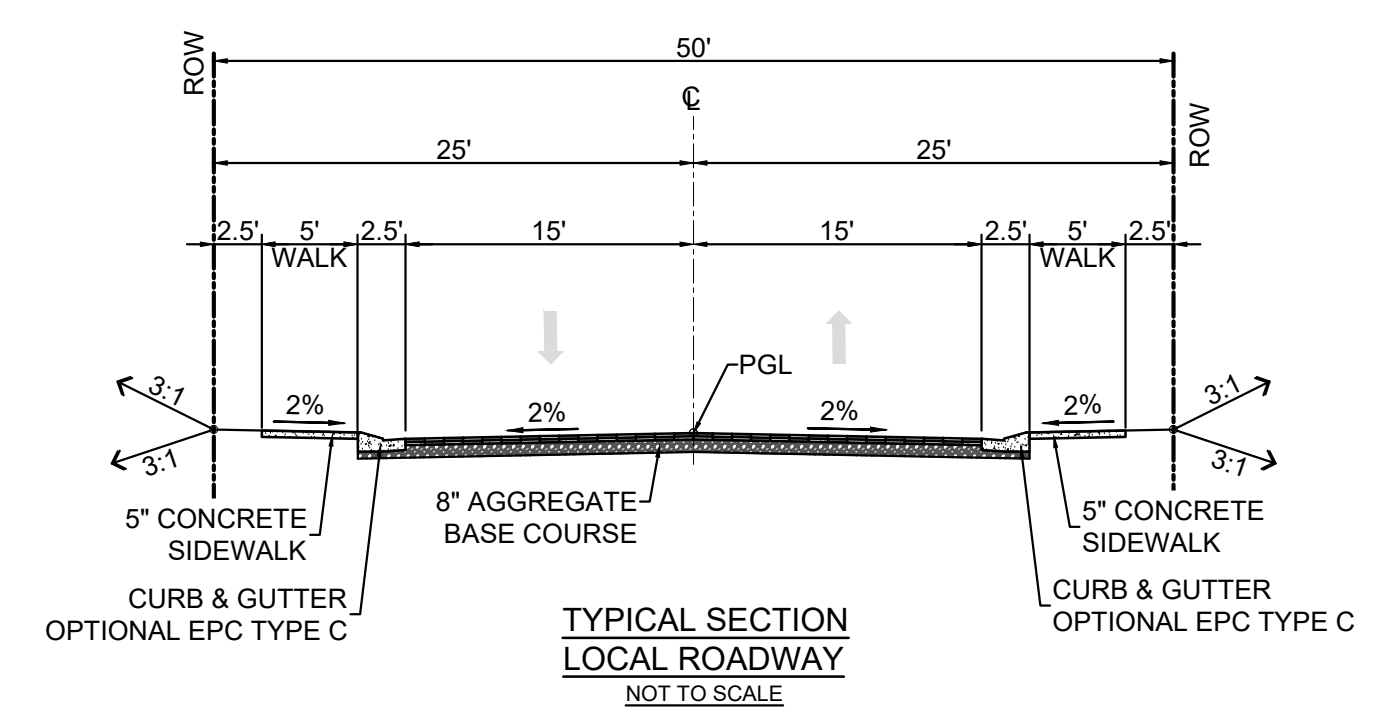 50'
ROW
℄
ROW
25'
25'
2.5'
5'
WALK
2.5'
15'
15'
2.5'
5'
WALK
2.5'
PGL
3:1
3:1
2%
2%
2%
2%
3:1
3:1
5" CONCRETE
SIDEWALK
8" AGGREGATE
BASE COURSE
5" CONCRETE
SIDEWALK
CURB & GUTTER
OPTIONAL EPC TYPE C
CURB & GUTTER
OPTIONAL EPC TYPE C
TYPICAL SECTION
LOCAL ROADWAY
NOT TO SCALE